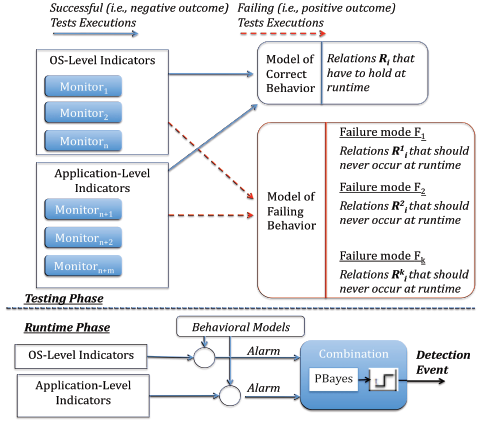 Successful (i.e., negative outcome)
Tests Executions
Failing (i.e., positive outcome)
Tests Executions
OS-Level Indicators
Monitor1
Monitor2
Monitorn
Application-Level
Indicators
Monitorn+1
Monitorn+2
Monitorn+m
Model of
Correct
Behavior
Relations Ri that
have to hold at
runtime
Model of
Failing
Behavior
Failure mode F1
Relations R1i that should
never occur at runtime
Failure mode F2
Relations R2i that should
never occur at runtime
Failure mode Fk
Relations Rki that should
never occur at runtime
Testing Phase
Runtime Phase
Behavioral Models
OS-Level Indicators
Alarm
Application-Level
Indicators
Alarm
Combination
PBayes
Detection
Event